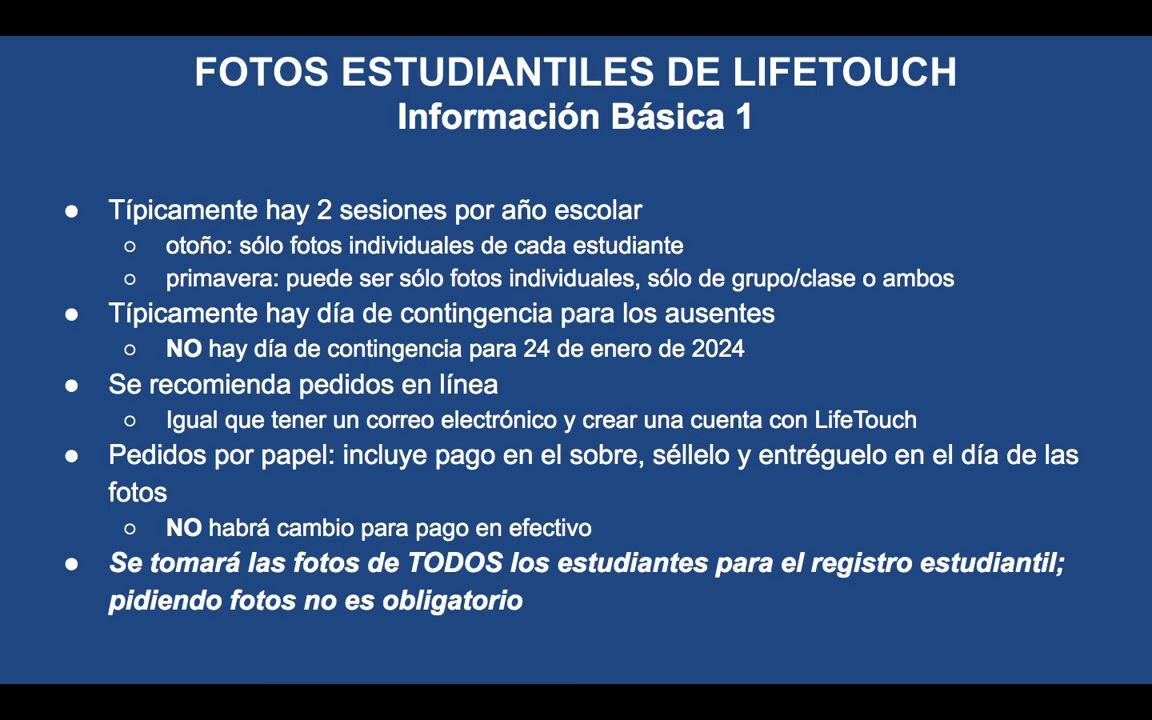 FOTOS ESTUDIANTILES DE LIFETOUCH
Información Básica 1
● Típicamente hay 2 sesiones por año escolar
○ otoño: sólo fotos individuales de cada estudiante
○ primavera: puede ser sólo fotos individuales, sólo de grupo/clase o ambos
● Típicamente hay día de contingencia para los ausentes
○ NO hay día de contingencia para 24 de enero de 2024
● Se recomienda pedidos en línea
○ Igual que tener un correo electrónico y crear una cuenta con LifeTouch
● Pedidos por papel: incluye pago en el sobre, séllelo y entréguelo en el día de las
fotos
○ NO habrá cambio para pago en efectivo
● Se tomará las fotos de TODOS los estudiantes para el registro estudiantil;
pidiendo fotos no es obligatorio